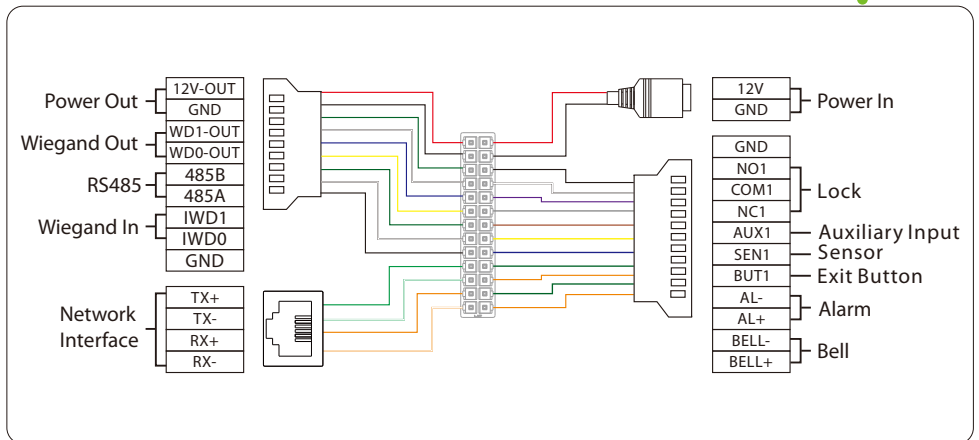 Power Out
12V-OUT
GND
Wiegand Out
WD1-OUT
WD0-OUT
RS485
485B
485A
Wiegand In
IWD1
IWD0
GND
Network
Interface
TX+
TX-
RX+
RX-
12V
GND
Power In
GND
NO1
COM1
NC1
Lock
AUX1
Auxiliary Input
SEN1
Sensor
BUT1
Exit Button
AL-
AL+
Alarm
BELL-
BELL+
Bell